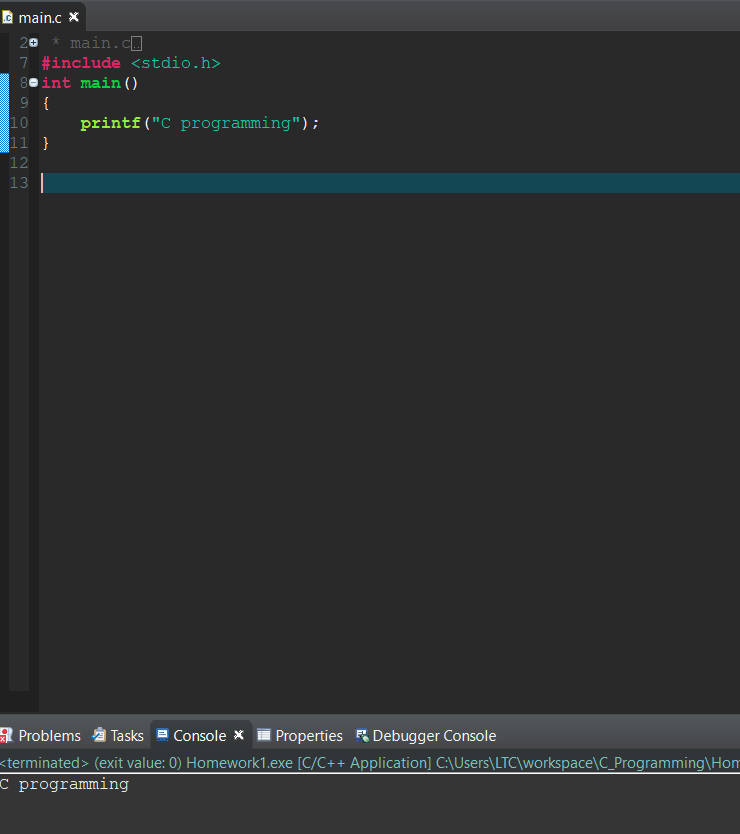 main.c
2 * main.c
7 #include <stdio.h>
8 int main()
9 {
10 printf("C programming");
11 }
12
13
Problems Tasks Console Properties Debugger Console
<terminated> (exit value: 0) Homework1.exe [C/C++ Application] C:\Users\LTC\workspace\C_Programming\Hom
C programming